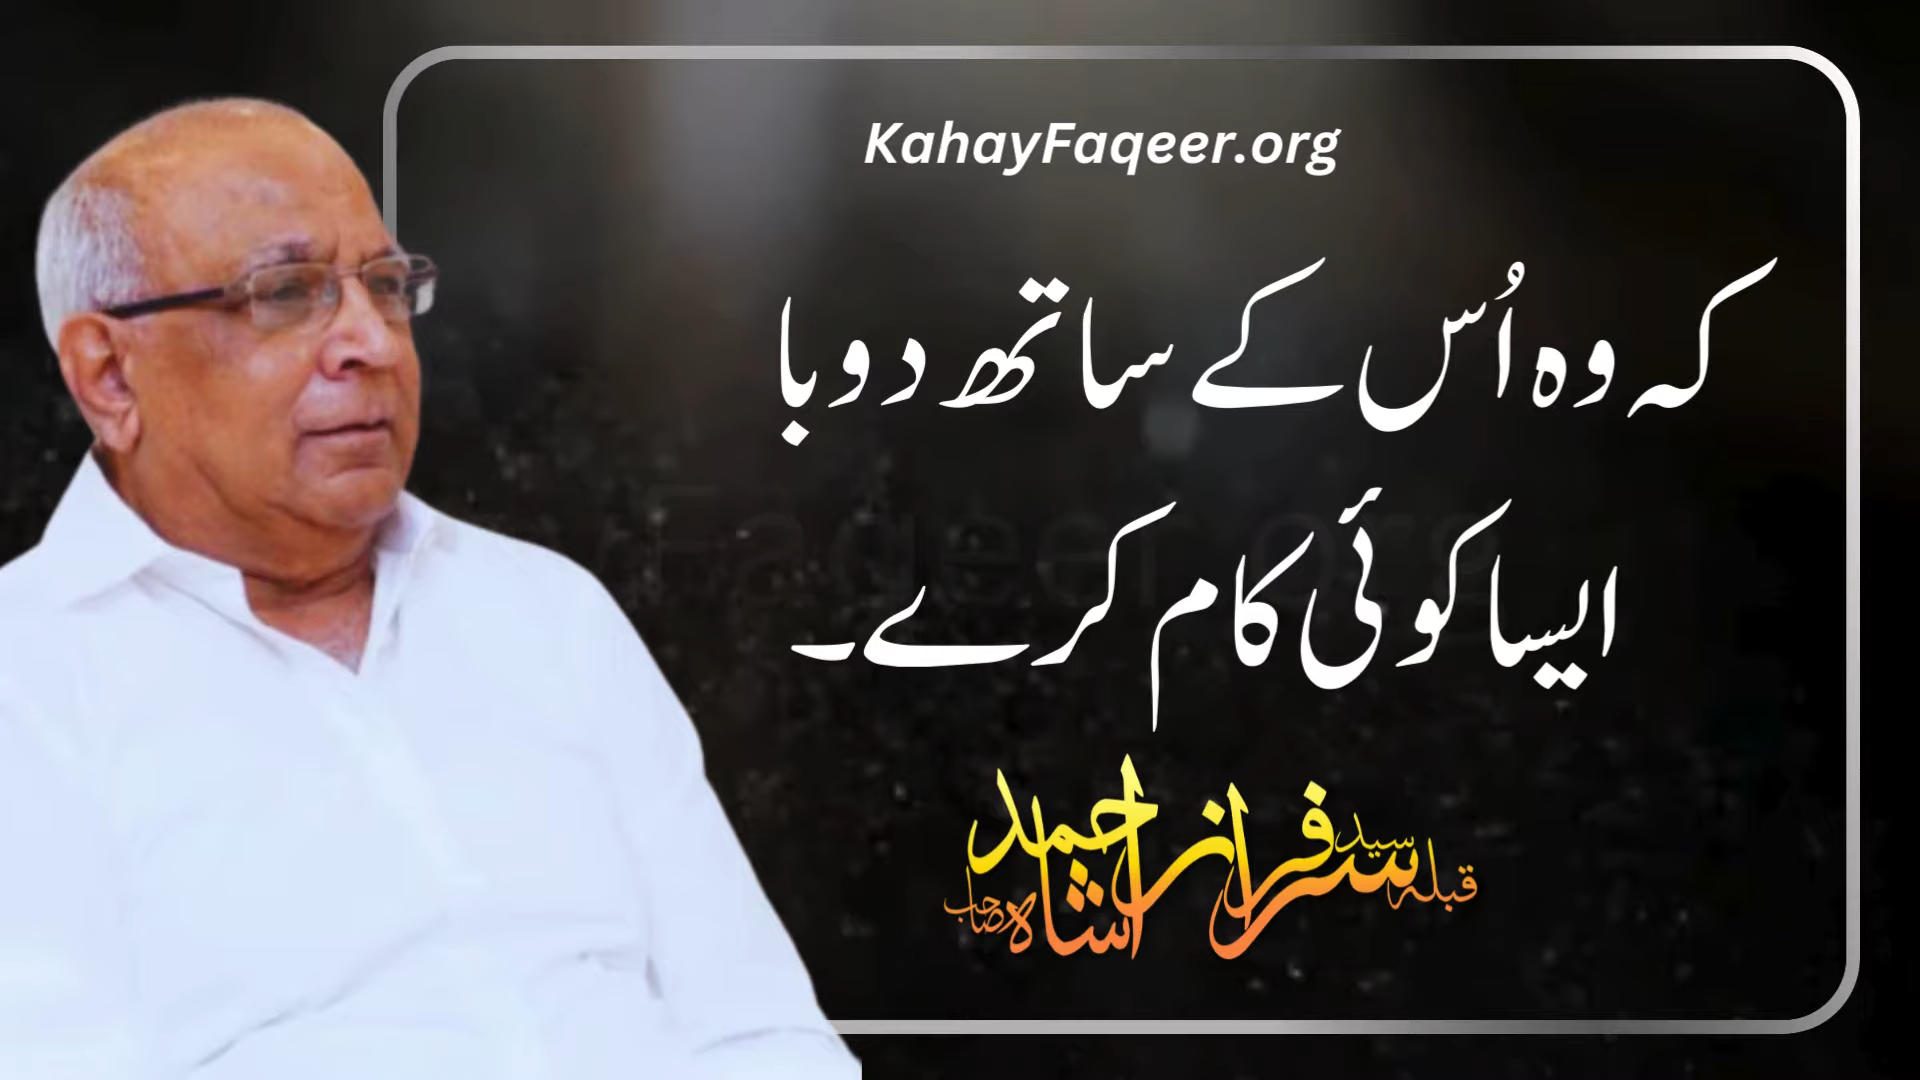 KahayFaqeer.org
کہ وہ اُس کے ساتھ دوبا
ایسا کوئی کام کرے۔
قبلہ سید سرفراز احمد شاہ صاحب